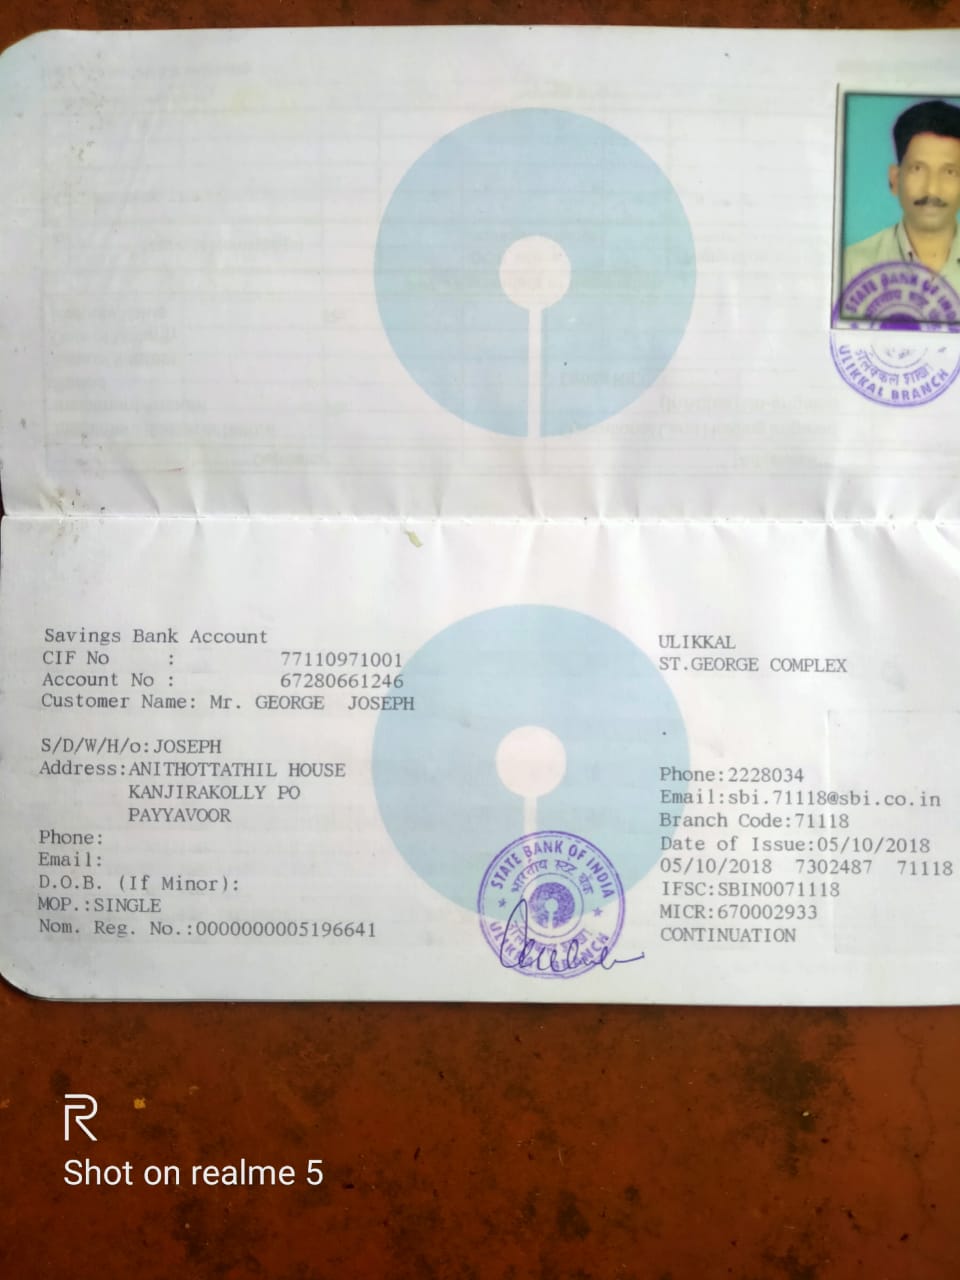 STATE BANK OF INDIA
भारतीय स्टेट बैंक
शाखा
ULIKKAL BRANCH
Savings Bank Account
CIF No : 77110971001
Account No : 67280661246
Customer Name: Mr. GEORGE JOSEPH
S/D/W/H/o:JOSEPH
Address:ANITHOTTATHIL HOUSE
KANJIRAKOLLY PO
PAYYAVOOR
Phone:
Email:
D.O.B. (If Minor):
MOP.:SINGLE
Nom. Reg. No.:0000000005196641
ULIKKAL
ST.GEORGE COMPLEX
Phone:2228034
Email:sbi.71118@sbi.co.in
Branch Code:71118
Date of Issue:05/10/2018
05/10/2018 7302487 71118
IFSC:SBIN0071118
MICR:670002933
CONTINUATION
STATE BANK OF INDIA
भारतीय स्टेट बैंक
ULIKKAL BRANCH
R
Shot on realme 5